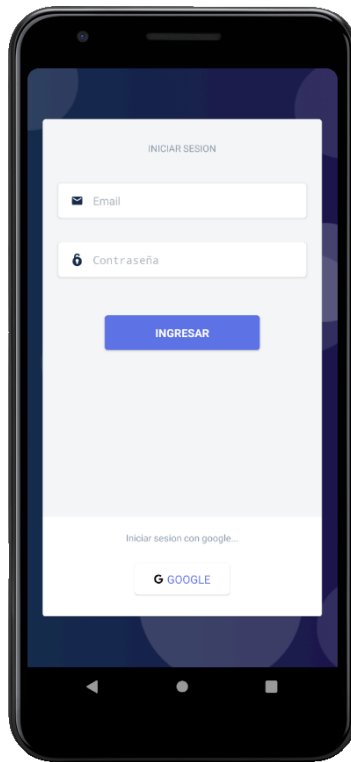 INICIAR SESION
Email
Contraseña
INGRESAR
Iniciar sesion con google...
G GOOGLE